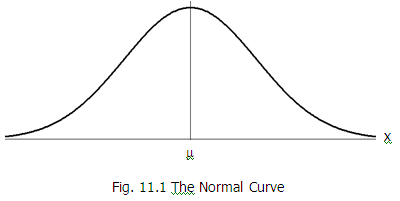 X
μ
Fig. 11.1 The Normal Curve